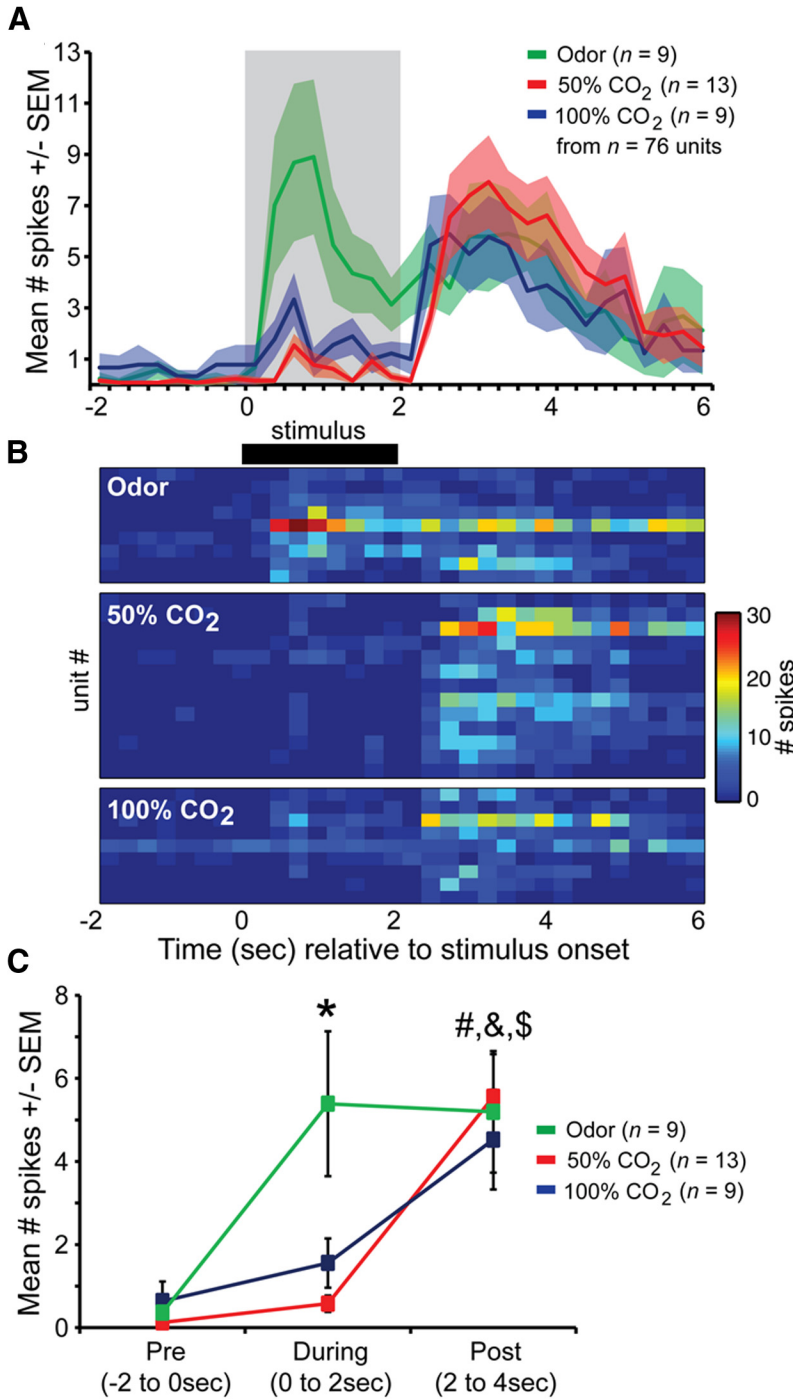 A
Mean # spikes +/- SEM
13
11
9
7
5
3
1
Odor (n = 9)
50% CO2 (n = 13)
100% CO2 (n = 9)
from n = 76 units
-2 0 2 4 6
stimulus
B
Odor
50% CO2
100% CO2
unit #
30
20
10
0
# spikes
-2 0 2 4 6
Time (sec) relative to stimulus onset
C
Mean # spikes +/- SEM
8
6
4
2
0
*
#,&,$
Odor (n = 9)
50% CO2 (n = 13)
100% CO2 (n = 9)
Pre During Post
(-2 to 0sec) (0 to 2sec) (2 to 4sec)